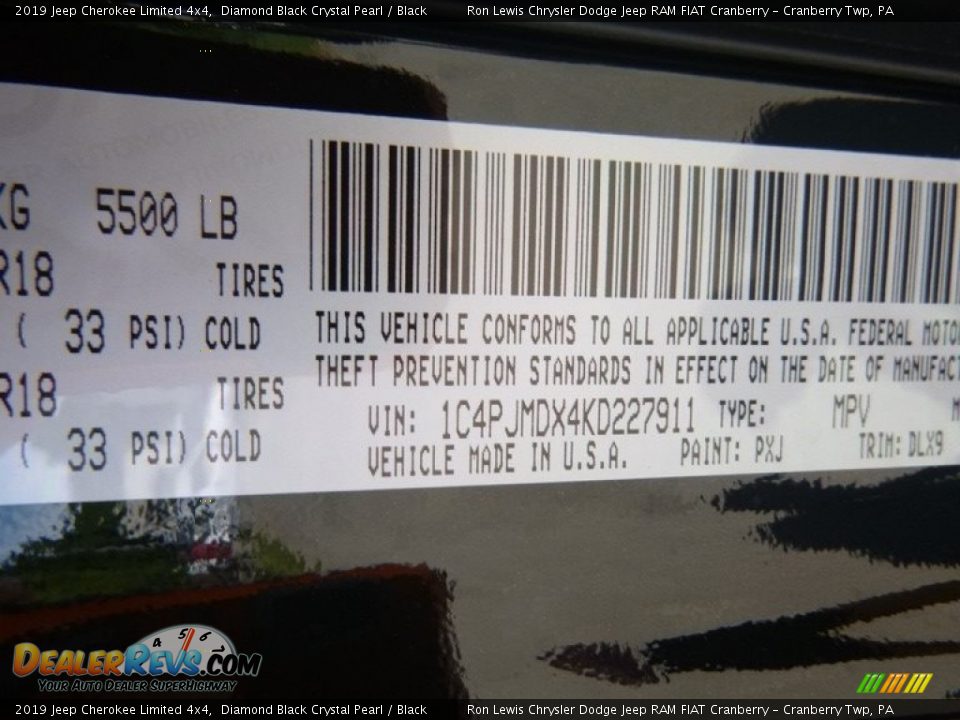 2019 Jeep Cherokee Limited 4x4,  Diamond Black Crystal Pearl / Black  Ron Lewis Chrysler Dodge Jeep RAM FIAT Cranberry – Cranberry Twp, PA
KG 5500 LB
R18 TIRES
( 33 PSI) COLD
R18 TIRES
( 33 PSI) COLD
THIS VEHICLE CONFORMS TO ALL APPLICABLE U.S.A. FEDERAL MOTO
THEFT PREVENTION STANDARDS IN EFFECT ON THE DATE OF MANUFACT
VIN: 1C4PJMDX4KD227911 TYPE: MPV M
VEHICLE MADE IN U.S.A. PAINT: PXJ TRIM: DLX9
4 5 6
DealerRevs.com
Your Auto Dealer SuperHighway
2019 Jeep Cherokee Limited 4x4,  Diamond Black Crystal Pearl / Black  Ron Lewis Chrysler Dodge Jeep RAM FIAT Cranberry – Cranberry Twp, PA